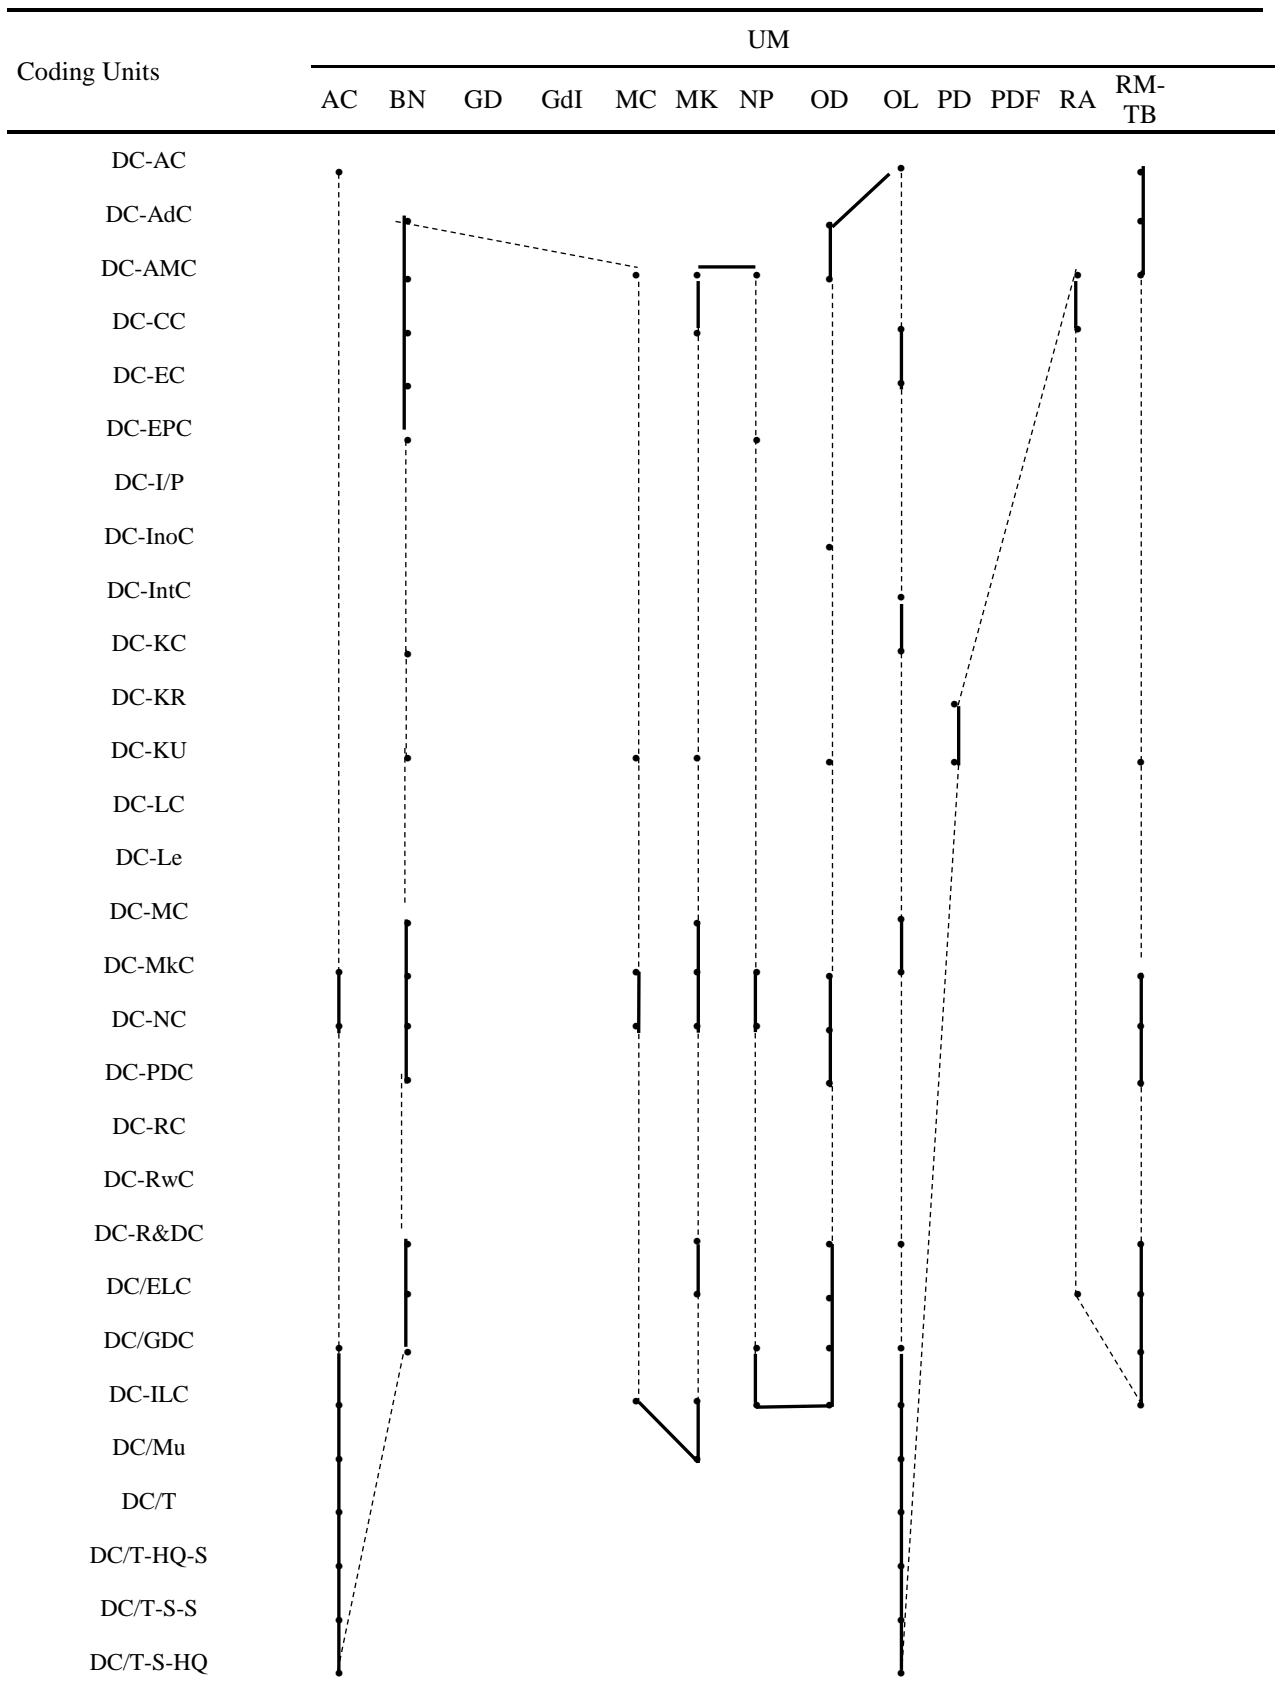 UM
Coding Units
AC BN GD GdI MC MK NP OD OL PD PDF RA RM-
TB
DC-AC
DC-AdC
DC-AMC
DC-CC
DC-EC
DC-EPC
DC-I/P
DC-InoC
DC-IntC
DC-KC
DC-KR
DC-KU
DC-LC
DC-Le
DC-MC
DC-MkC
DC-NC
DC-PDC
DC-RC
DC-RwC
DC-R&DC
DC/ELC
DC/GDC
DC-ILC
DC/Mu
DC/T
DC/T-HQ-S
DC/T-S-S
DC/T-S-HQ